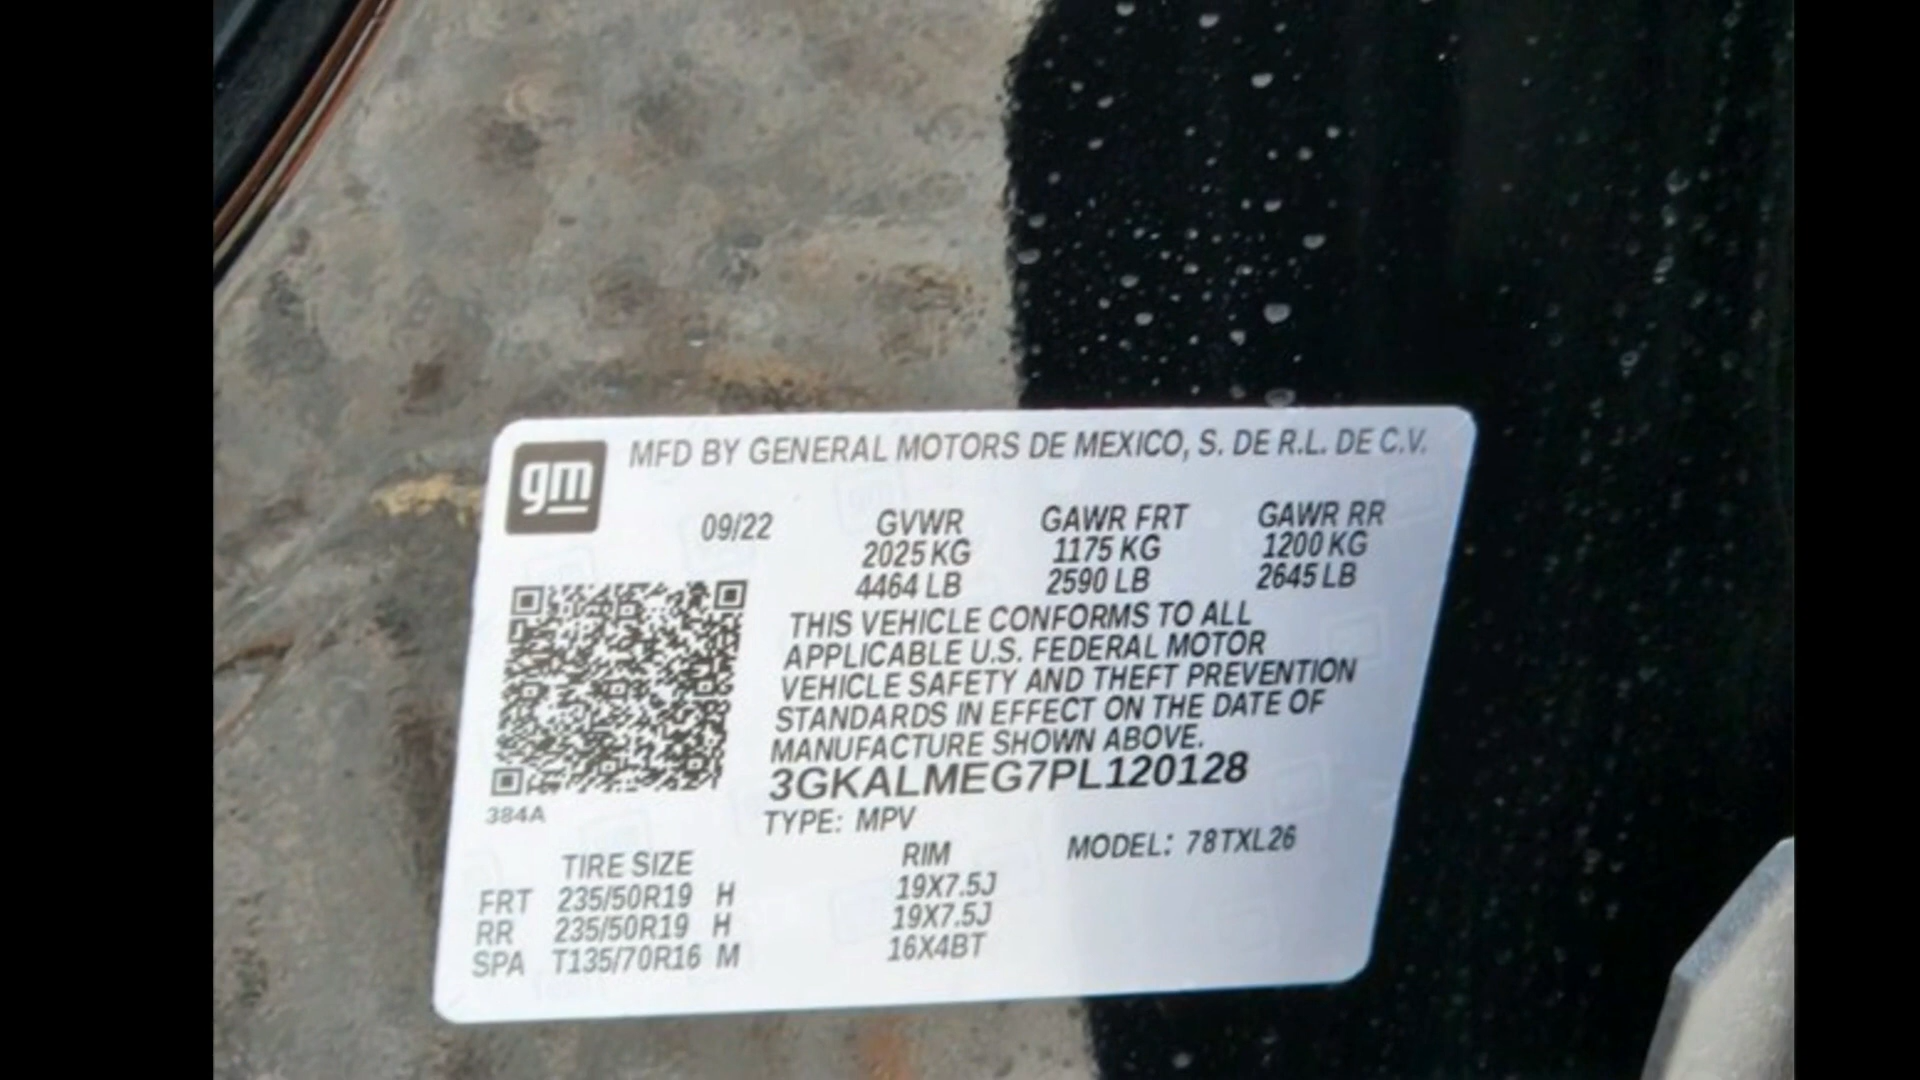 gm
MFD BY GENERAL MOTORS DE MEXICO, S. DE R.L. DE C.V.
09/22 GVWR GAWR FRT GAWR RR
2025 KG 1175 KG 1200 KG
4464 LB 2590 LB 2645 LB
THIS VEHICLE CONFORMS TO ALL
APPLICABLE U.S. FEDERAL MOTOR
VEHICLE SAFETY AND THEFT PREVENTION
STANDARDS IN EFFECT ON THE DATE OF
MANUFACTURE SHOWN ABOVE.
3GKALMEG7PL120128
384A
TYPE: MPV
MODEL: 78TXL26
TIRE SIZE RIM
FRT 235/50R19 H 19X7.5J
RR 235/50R19 H 19X7.5J
SPA T135/70R16 M 16X4BT